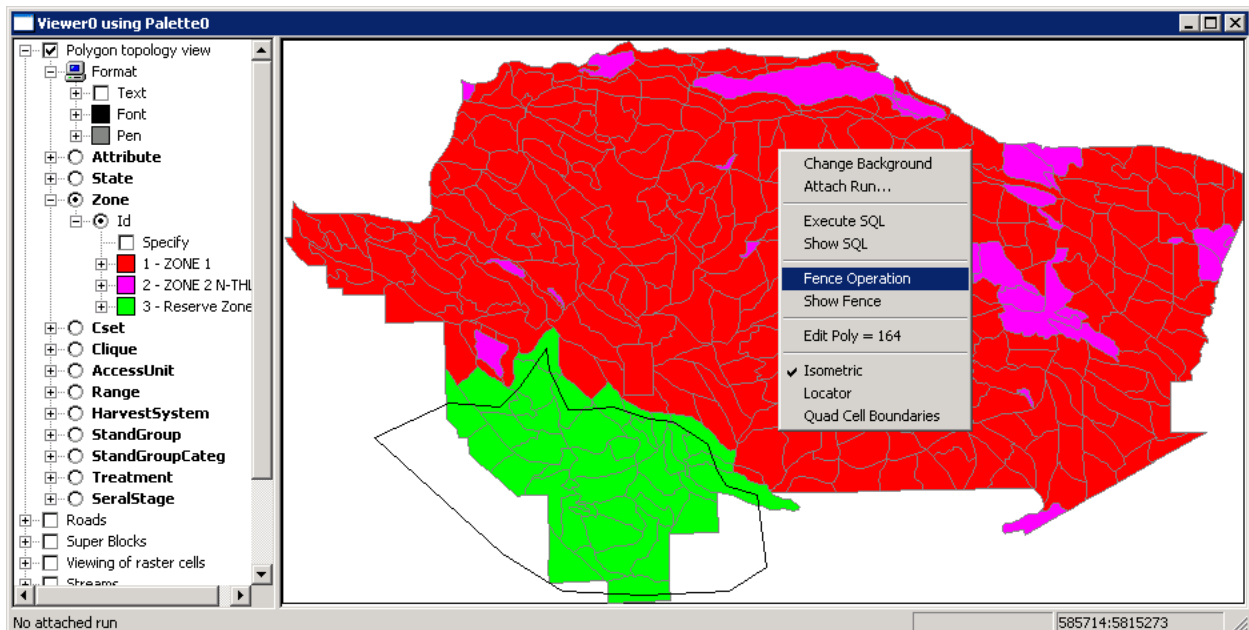 Viewer0 using Palette0
Polygon topology view
Format
Text
Font
Pen
Attribute
State
Zone
Id
Specify
1 - ZONE 1
2 - ZONE 2 N-THL
3 - Reserve Zone
Cset
Clique
AccessUnit
Range
HarvestSystem
StandGroup
StandGroupCateg
Treatment
SeralStage
Roads
Super Blocks
Viewing of raster cells
Streams
Change Background
Attach Run...
Execute SQL
Show SQL
Fence Operation
Show Fence
Edit Poly = 164
Isometric
Locator
Quad Cell Boundaries
No attached run
585714:5815273